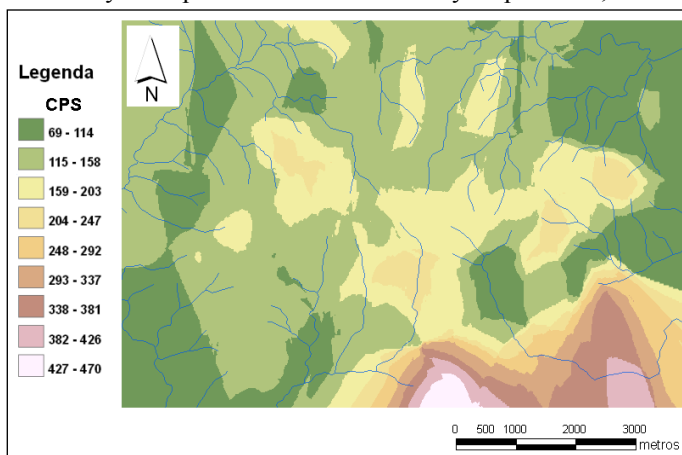 Legenda
CPS
69 - 114
115 - 158
159 - 203
204 - 247
248 - 292
293 - 337
338 - 381
382 - 426
427 - 470
N
0 500 1000 2000 3000
metros